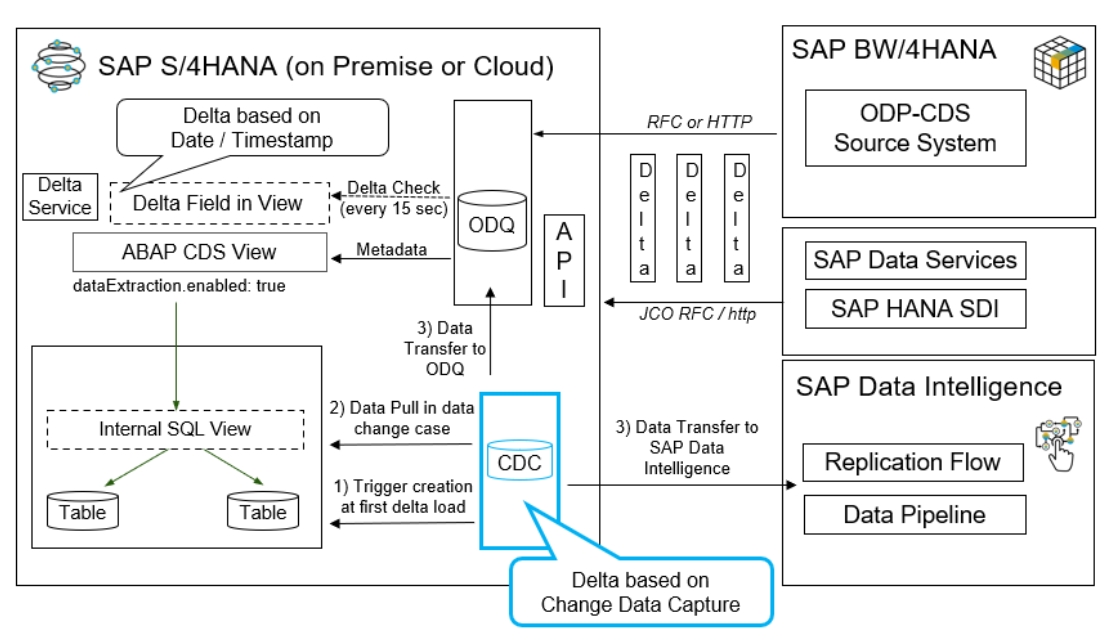 SAP S/4HANA (on Premise or Cloud)
Delta based on
Date / Timestamp
Delta
Service
Delta Field in View
Delta Check
(every 15 sec)
ODQ
ABAP CDS View
Metadata
dataExtraction.enabled: true
A
P
I
3) Data
Transfer to
ODQ
Internal SQL View
Table
Table
2) Data Pull in data
change case
1) Trigger creation
at first delta load
CDC
Delta based on
Change Data Capture
RFC or HTTP
D
e
l
t
a
D
e
l
t
a
D
e
l
t
a
JCO RFC / http
3) Data Transfer to
SAP Data
Intelligence
SAP BW/4HANA
ODP-CDS
Source System
SAP Data Services
SAP HANA SDI
SAP Data Intelligence
Replication Flow
Data Pipeline